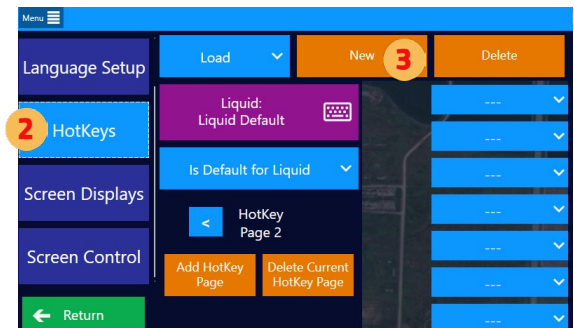 Menu
Language Setup
Load
New
3
Delete
2
HotKeys
Liquid:
Liquid Default
---
---
Is Default for Liquid
---
Screen Displays
---
<
HotKey
Page 2
---
Screen Control
Add HotKey
Page
Delete Current
HotKey Page
---
---
Return
---